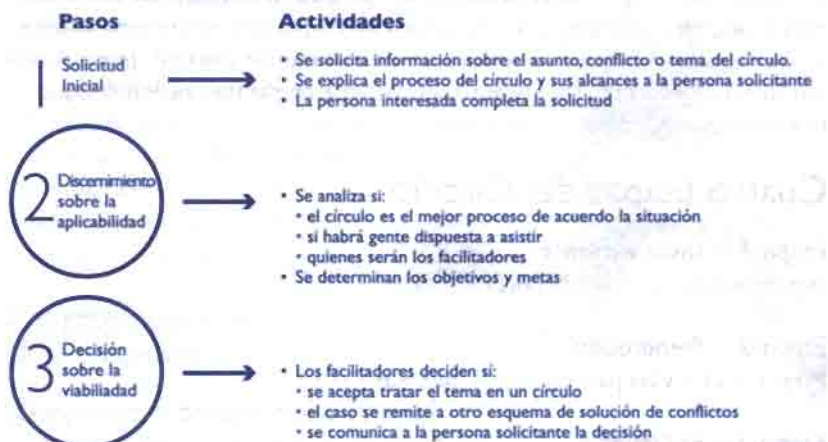 Pasos Actividades
1 Solicitud Inicial
• Se solicita información sobre el asunto, conflicto o tema del círculo.
• Se explica el proceso del círculo y sus alcances a la persona solicitante
• La persona interesada completa la solicitud
2 Discernimiento
sobre la
aplicabilidad
• Se analiza si:
• el círculo es el mejor proceso de acuerdo la situación
• si habrá gente dispuesta a asistir
• quienes serán los facilitadores
• Se determinan los objetivos y metas
3 Decisión
sobre la
viabiliadad
• Los facilitadores deciden si:
• se acepta tratar el tema en un círculo
• el caso se remite a otro esquema de solución de conflictos
• se comunica a la persona solicitante la decisión